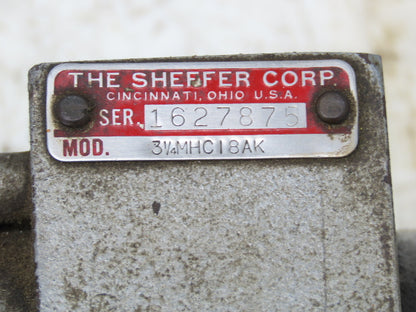 THE SHEFFER CORP
CINCINNATI, OHIO U.S.A.
SER. 1627875
MOD. 3¼MHC18AK